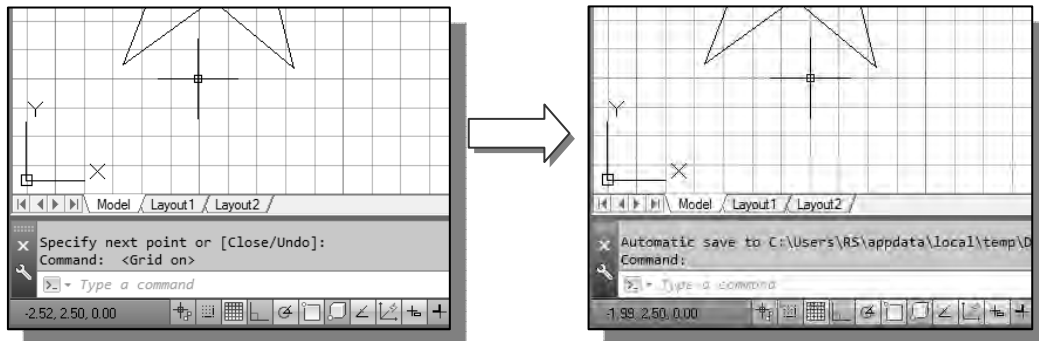 Y
X
Model / Layout1 / Layout2 /
Specify next point or [Close/Undo]:
Command: <Grid on>
Type a command
-2.52, 2.50, 0.00
Y
X
Model / Layout1 / Layout2 /
Automatic save to C:\Users\RS\appdata\local\temp\D
Command:
Type a command
-1.99, 2.50, 0.00